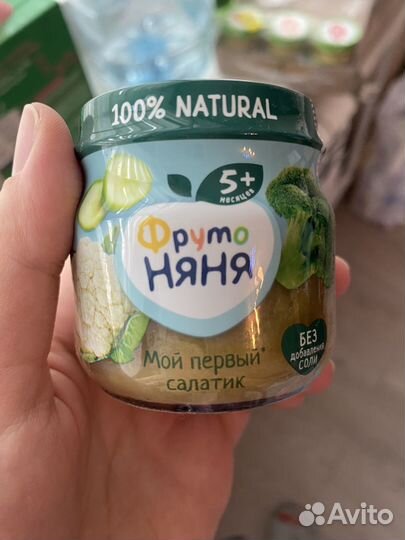 100% NATURAL
5+
месяцев
Фруто
НЯНЯ
Мой первый*
салатик
БЕЗ
добавления
СОЛИ
Avito